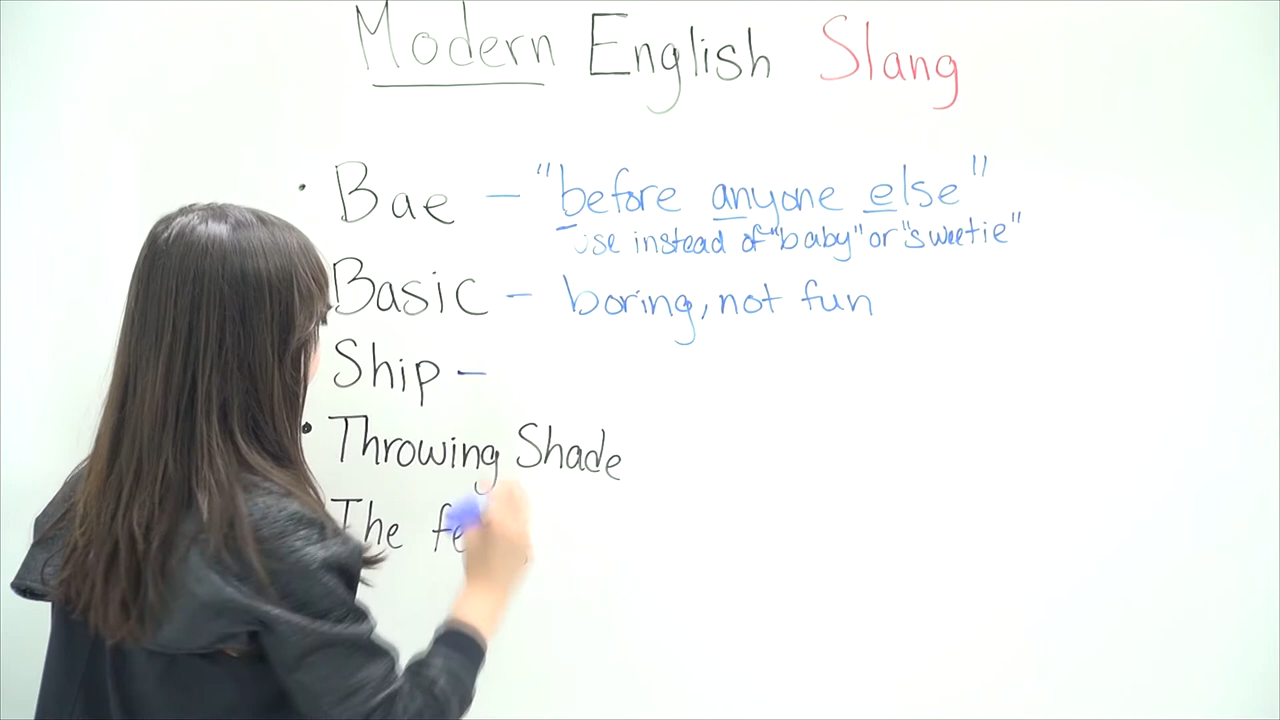 Modern English Slang
• Bae - "before anyone else"
use instead of "baby" or "sweetie"
Basic - boring, not fun
Ship -
• Throwing Shade
The